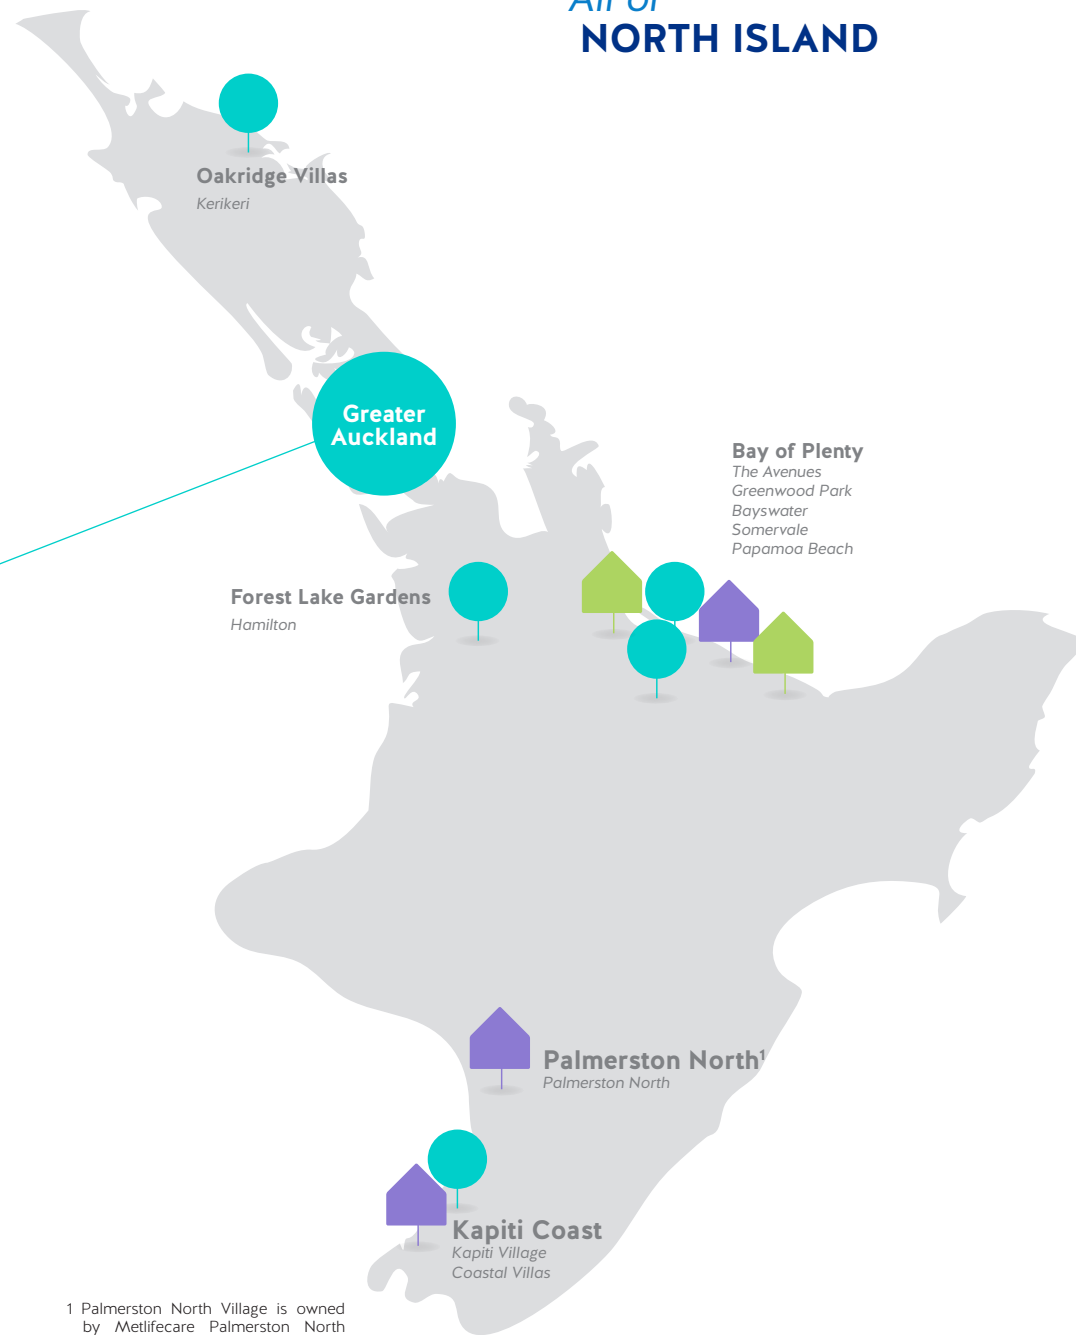 All of
NORTH ISLAND
Oakridge Villas
Kerikeri
Greater
Auckland
Bay of Plenty
The Avenues
Greenwood Park
Bayswater
Somervale
Papamoa Beach
Forest Lake Gardens
Hamilton
Palmerston North¹
Palmerston North
Kapiti Coast
Kapiti Village
Coastal Villas
1 Palmerston North Village is owned
by Metlifecare Palmerston North